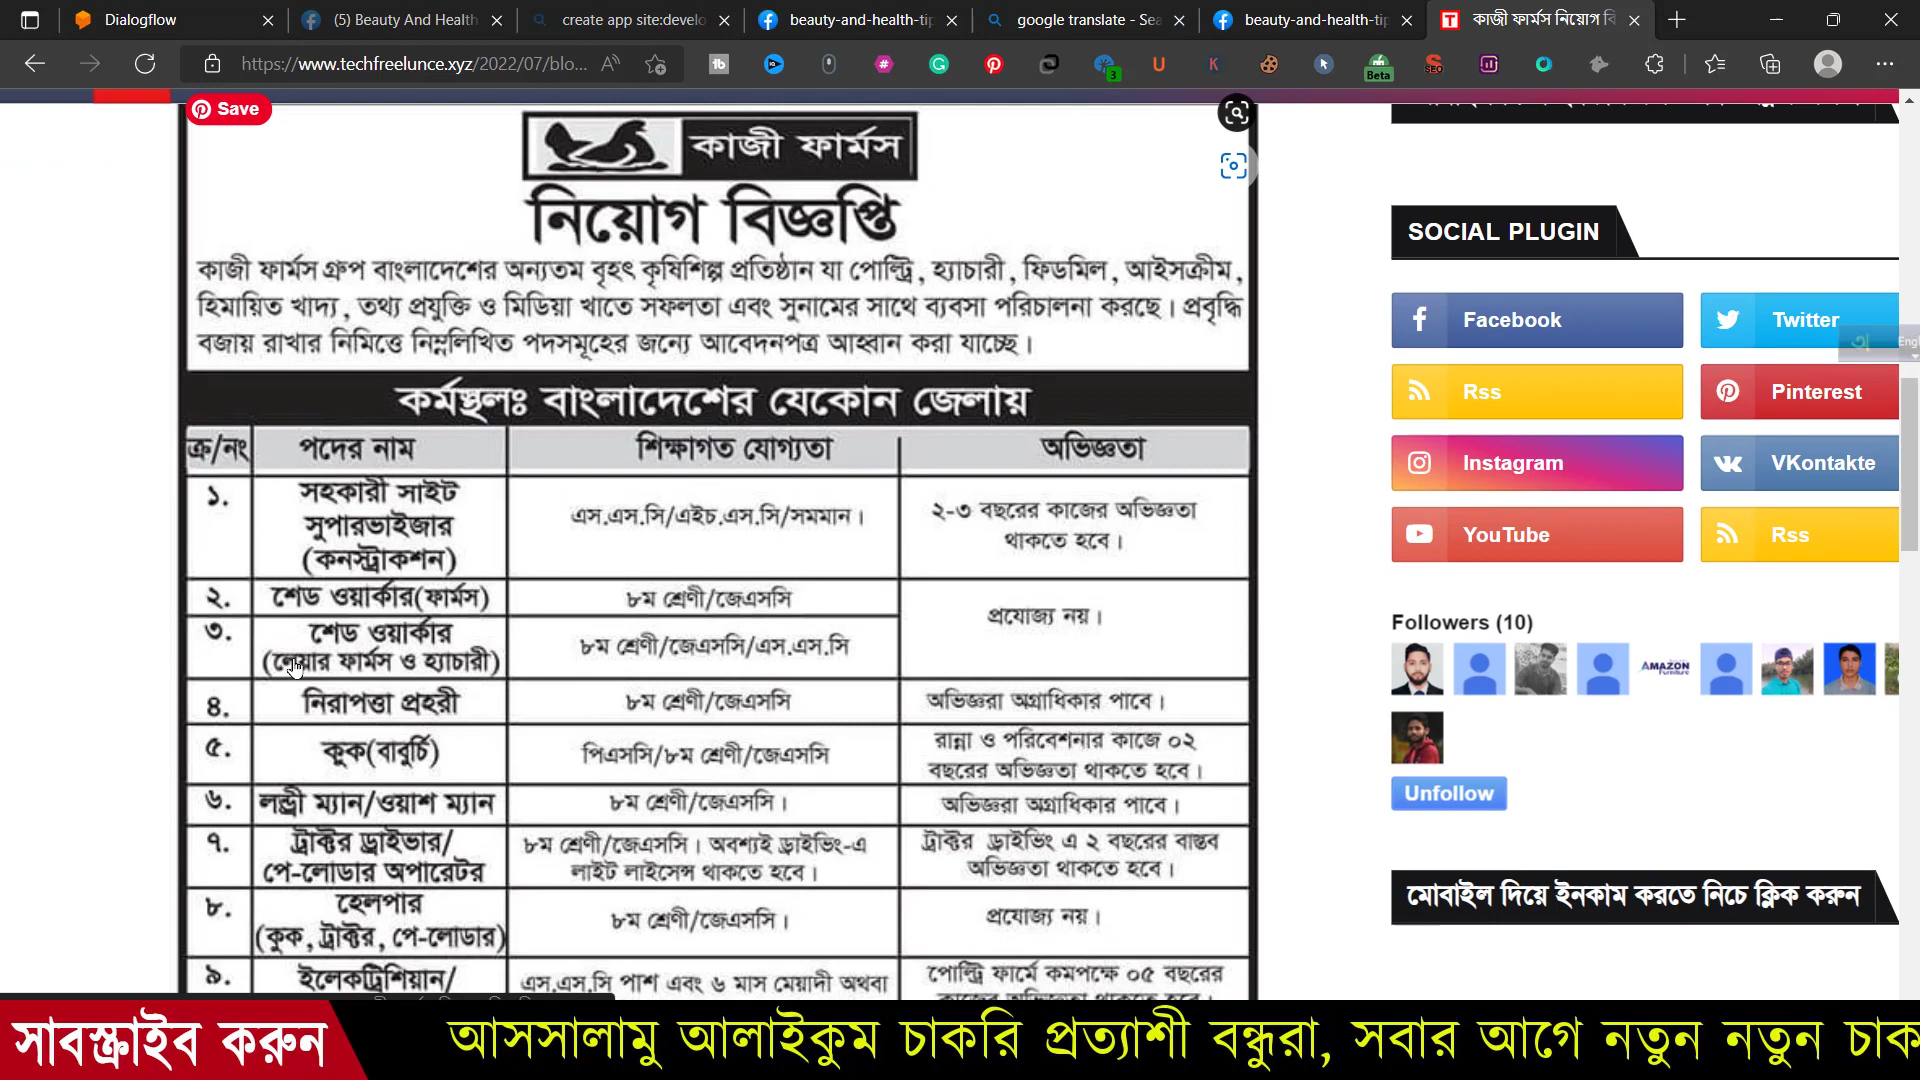 Dialogflow
(5) Beauty And Health
create app site:develo
beauty-and-health-tip
google translate - Sea
beauty-and-health-tip
কাজী ফার্মস নিয়োগ বি
https://www.techfreelunce.xyz/2022/07/blo...
3
Beta
SEO
Save
কাজী ফার্মস
নিয়োগ বিজ্ঞপ্তি
কাজী ফার্মস গ্রুপ বাংলাদেশের অন্যতম বৃহৎ কৃষিশিল্প প্রতিষ্ঠান যা পোল্ট্রি, হ্যাচারী, ফিডমিল, আইসক্রীম,
হিমায়িত খাদ্য, তথ্য প্রযুক্তি ও মিডিয়া খাতে সফলতা এবং সুনামের সাথে ব্যবসা পরিচালনা করছে। প্রবৃদ্ধি
বজায় রাখার নিমিত্তে নিম্নলিখিত পদসমূহের জন্যে আবেদনপত্র আহ্বান করা যাচ্ছে।
কর্মস্থলঃ বাংলাদেশের যেকোন জেলায়
ক্র/নং পদের নাম শিক্ষাগত যোগ্যতা অভিজ্ঞতা
১. সহকারী সাইট সুপারভাইজার (কনস্ট্রাকশন) এস.এস.সি/এইচ.এস.সি/সমমান। ২-৩ বছরের কাজের অভিজ্ঞতা থাকতে হবে।
২. শেড ওয়ার্কার(ফার্মস) ৮ম শ্রেণী/জেএসসি প্রযোজ্য নয়।
৩. শেড ওয়ার্কার (লেয়ার ফার্মস ও হ্যাচারী) ৮ম শ্রেণী/জেএসসি/এস.এস.সি
৪. নিরাপত্তা প্রহরী ৮ম শ্রেণী/জেএসসি অভিজ্ঞরা অগ্রাধিকার পাবে।
৫. কুক(বাবুর্চি) পিএসসি/৮ম শ্রেণী/জেএসসি রান্না ও পরিবেশনার কাজে ০২ বছরের অভিজ্ঞতা থাকতে হবে।
৬. লন্ড্রী ম্যান/ওয়াশ ম্যান ৮ম শ্রেণী/জেএসসি। অভিজ্ঞরা অগ্রাধিকার পাবে।
৭. ট্রাক্টর ড্রাইভার/ পে-লোডার অপারেটর ৮ম শ্রেণী/জেএসসি। অবশ্যই ড্রাইভিং-এ লাইট লাইসেন্স থাকতে হবে। ট্রাক্টর ড্রাইভিং এ ২ বছরের বাস্তব অভিজ্ঞতা থাকতে হবে।
৮. হেলপার (কুক, ট্রাক্টর, পে-লোডার) ৮ম শ্রেণী/জেএসসি। প্রযোজ্য নয়।
৯. ইলেকট্রিশিয়ান/ এস.এস.সি পাশ এবং ৬ মাস মেয়াদী অথবা পোল্ট্রি ফার্মে কমপক্ষে ০৫ বছরের
SOCIAL PLUGIN
Facebook
Twitter
Rss
Pinterest
Instagram
VKontakte
YouTube
Rss
অ Engl
Followers (10)
AMAZON
Furniture
Unfollow
মোবাইল দিয়ে ইনকাম করতে নিচে ক্লিক করুন
সাবস্ক্রাইব করুন
আসসালামু আলাইকুম চাকরি প্রত্যাশী বন্ধুরা, সবার আগে নতুন নতুন চাক